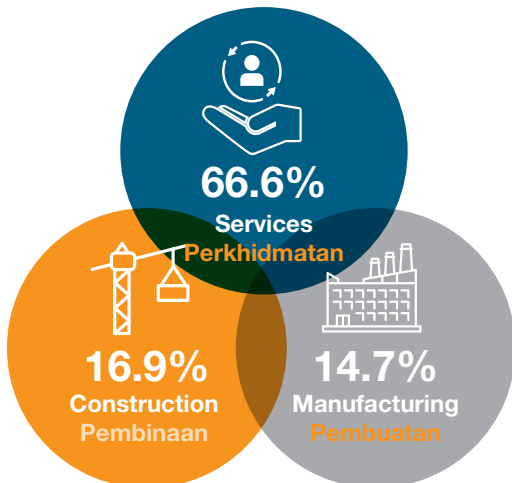 66.6%
Services
Perkhidmatan
16.9%
Construction
Pembinaan
14.7%
Manufacturing
Pembuatan